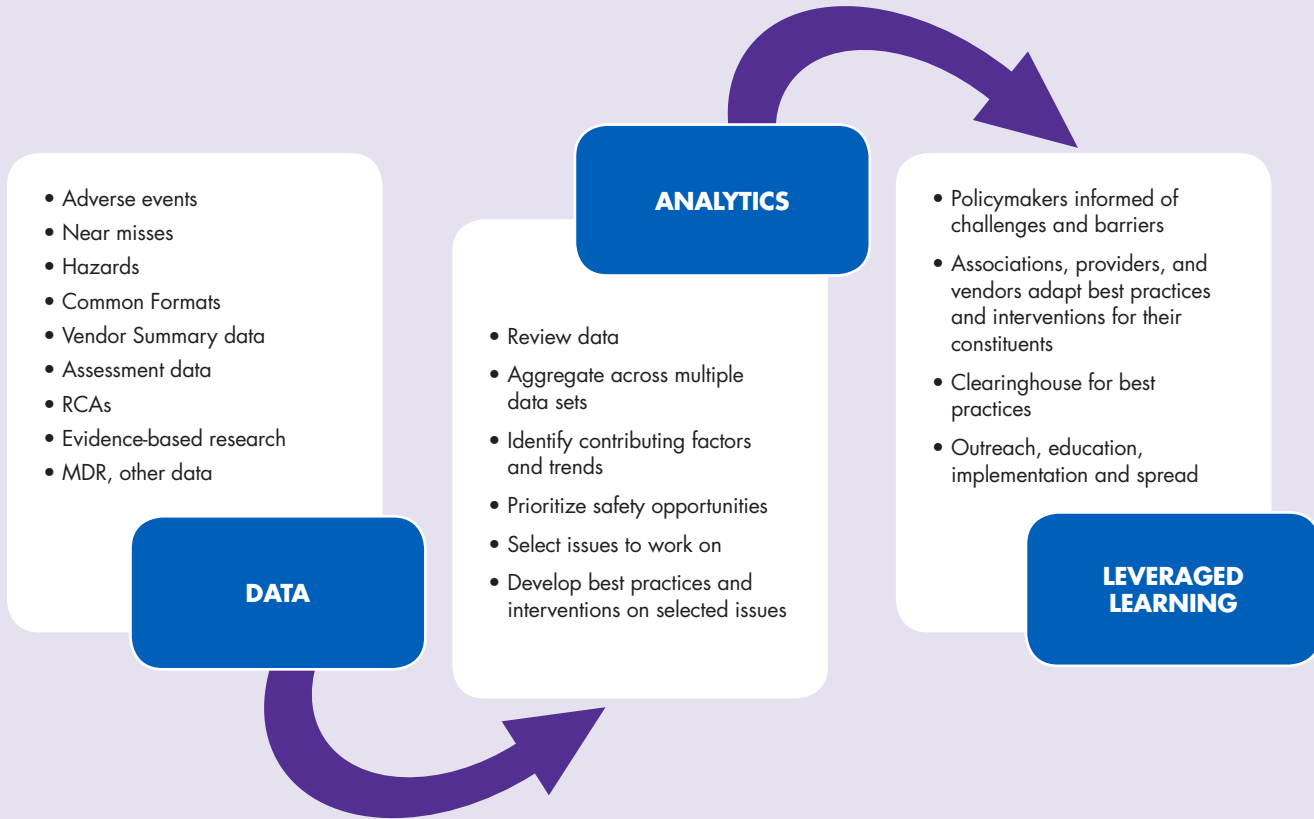 • Adverse events
• Near misses
• Hazards
• Common Formats
• Vendor Summary data
• Assessment data
• RCAs
• Evidence-based research
• MDR, other data
DATA
ANALYTICS
• Review data
• Aggregate across multiple
data sets
• Identify contributing factors
and trends
• Prioritize safety opportunities
• Select issues to work on
• Develop best practices and
interventions on selected issues
• Policymakers informed of
challenges and barriers
• Associations, providers, and
vendors adapt best practices
and interventions for their
constituents
• Clearinghouse for best
practices
• Outreach, education,
implementation and spread
LEVERAGED
LEARNING